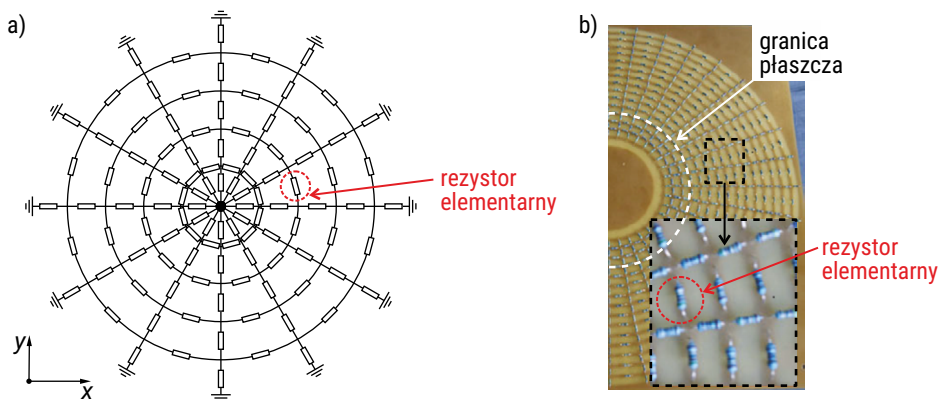 a)
rezystor
elementarny
y
x
b)
granica
płaszcza
rezystor
elementarny